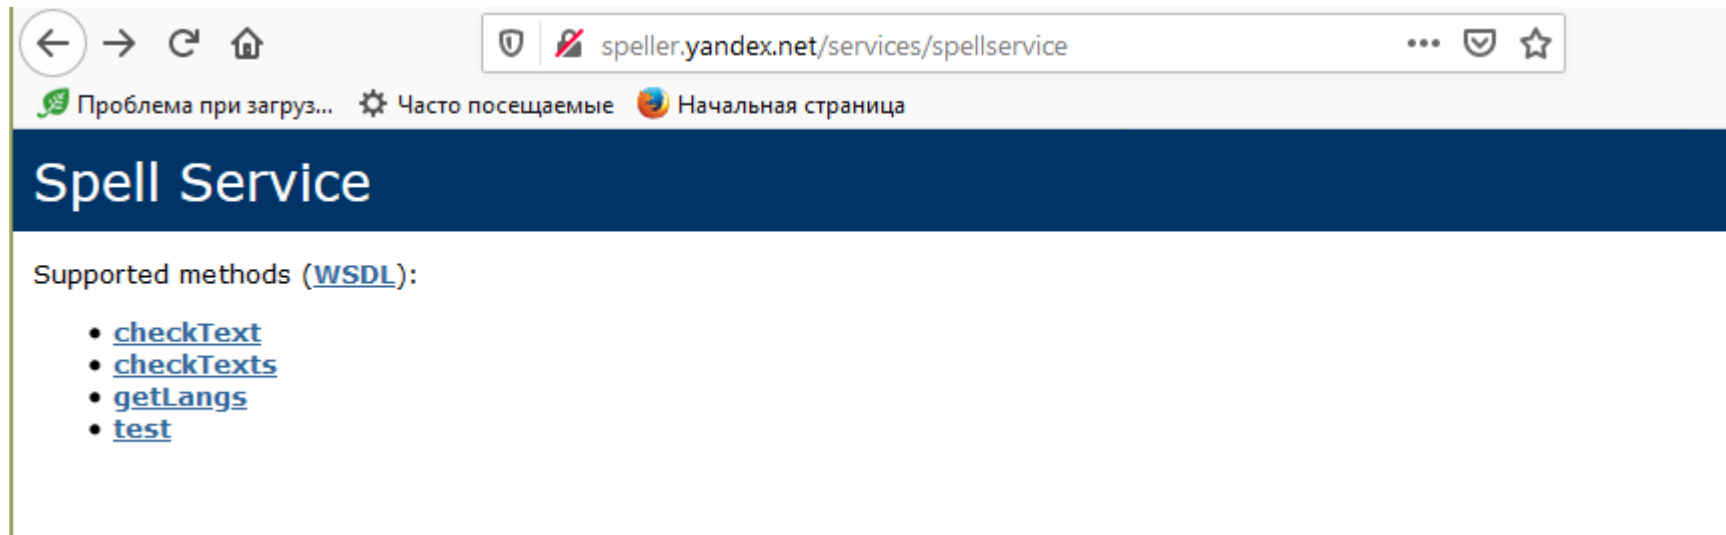 speller.yandex.net/services/spellservice
Проблема при загруз... Часто посещаемые Начальная страница
Spell Service
Supported methods (WSDL):
• checkText
• checkTexts
• getLangs
• test